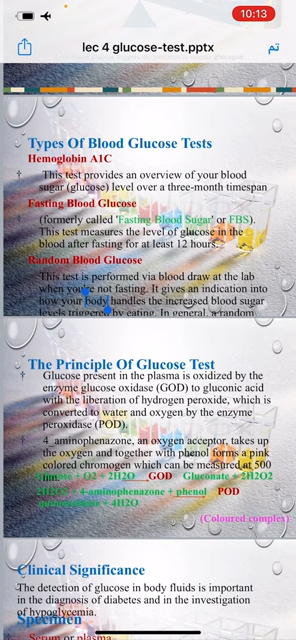 10:13
lec 4 glucose-test.pptx
تم
Types Of Blood Glucose Tests
Hemoglobin A1C
† This test provides an overview of your blood
sugar (glucose) level over a three-month timespan
Fasting Blood Glucose
† (formerly called 'Fasting Blood Sugar' or FBS).
This test measures the level of glucose in the
blood after fasting for at least 12 hours.
Random Blood Glucose
This test is performed via blood draw at the lab
when you're not fasting. It gives an indication into
how your body handles the increased blood sugar
levels triggered by eating. In general, a random
The Principle Of Glucose Test
† Glucose present in the plasma is oxidized by the
enzyme glucose oxidase (GOD) to gluconic acid
with the liberation of hydrogen peroxide, which is
converted to water and oxygen by the enzyme
peroxidase (POD).
† 4_aminophenazone, an oxygen acceptor, takes up
the oxygen and together with phenol forms a pink
colored chromogen which can be measured at 500
+ O2 + 2H2O GOD Gluconate + 2H2O2
2H2O2 + 4-aminophenazone + phenol POD
+ 4H2O
(Coloured complex)
Clinical Significance
The detection of glucose in body fluids is important
in the diagnosis of diabetes and in the investigation
of hypoglycemia.
Specimen
Serum or plasma